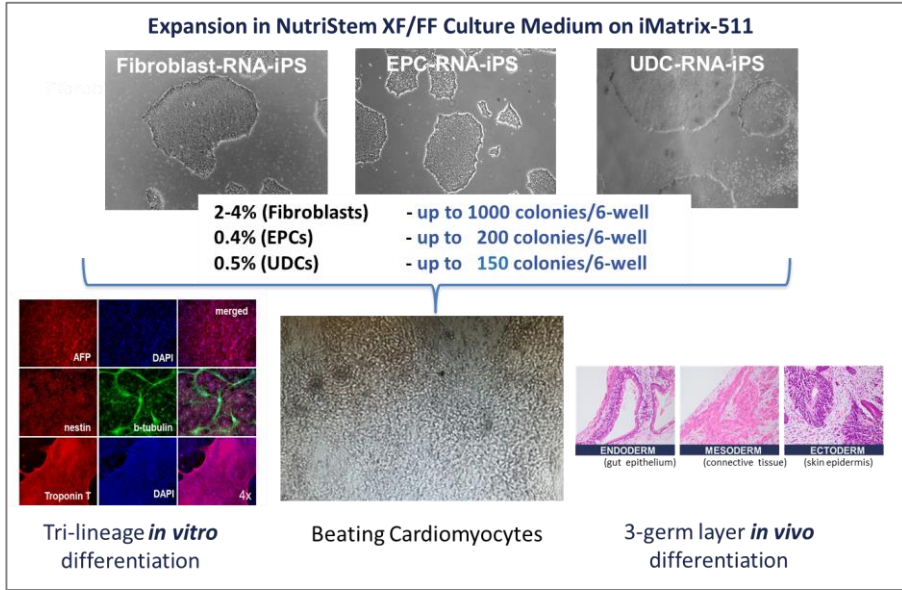 Expansion in NutriStem XF/FF Culture Medium on iMatrix-511
Fibroblast-RNA-iPS
EPC-RNA-iPS
UDC-RNA-iPS
2-4% (Fibroblasts) - up to 1000 colonies/6-well
0.4% (EPCs) - up to 200 colonies/6-well
0.5% (UDCs) - up to 150 colonies/6-well
AFP
DAPI
merged
nestin
b-tubulin
Troponin T
DAPI
4x
ENDODERM
(gut epithelium)
MESODERM
(connective tissue)
ECTODERM
(skin epidermis)
Tri-lineage in vitro
differentiation
Beating Cardiomyocytes
3-germ layer in vivo
differentiation